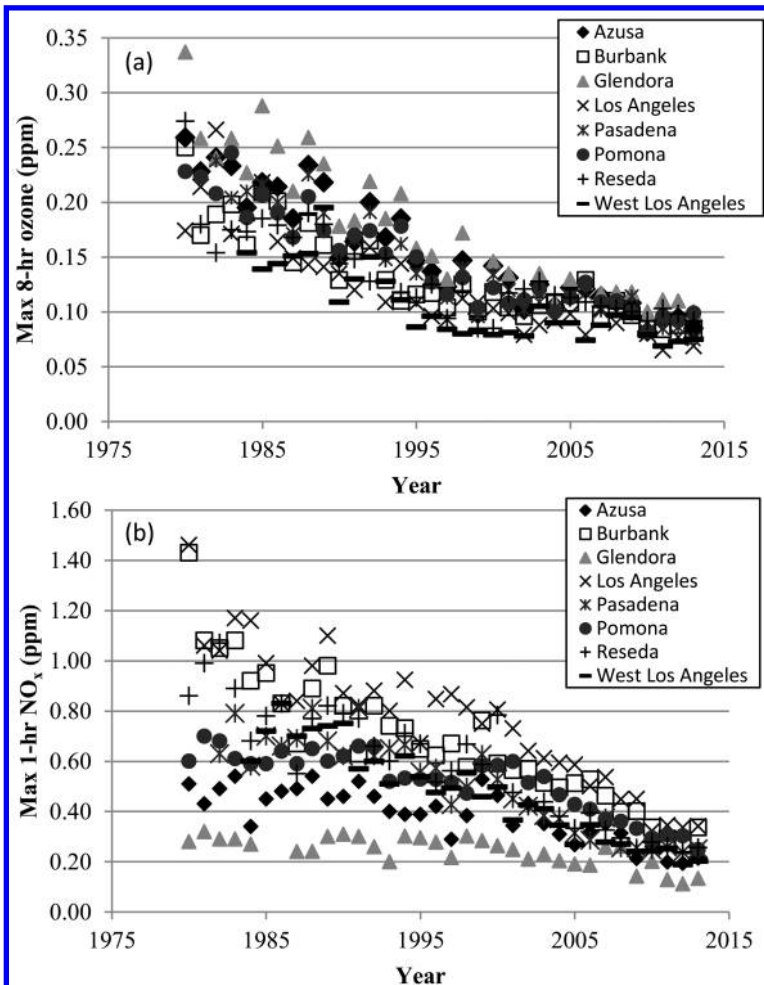 0.35
(a)
0.30
0.25
0.20
0.15
0.10
0.05
0.00
Max 8-hr ozone (ppm)
Azusa
Burbank
Glendora
Los Angeles
Pasadena
Pomona
Reseda
West Los Angeles
1975 1985 1995 2005 2015
Year
1.60
(b)
1.40
1.20
1.00
0.80
0.60
0.40
0.20
0.00
Max 1-hr NOx (ppm)
Azusa
Burbank
Glendora
Los Angeles
Pasadena
Pomona
Reseda
West Los Angeles
1975 1985 1995 2005 2015
Year